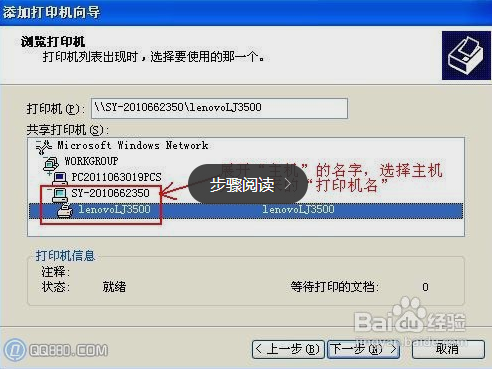 添加打印机向导
浏览打印机
打印机列表出现时，选择要使用的那一个。
打印机(P): \\SY-2010662350\lenovoLJ3500
共享打印机(S):
Microsoft Windows Network
WORKGROUP
PC2011063019PCS
SY-2010662350
lenovoLJ3500 lenovoLJ3500
"主机"的名字，选择主机
"打印机名"
步骤阅读
打印机信息
注释:
状态: 就绪 等待打印的文档: 0
<上一步(B) 下一步(N)> 取消
Baidu经验
jingyan.baidu.com
QQ880.COM